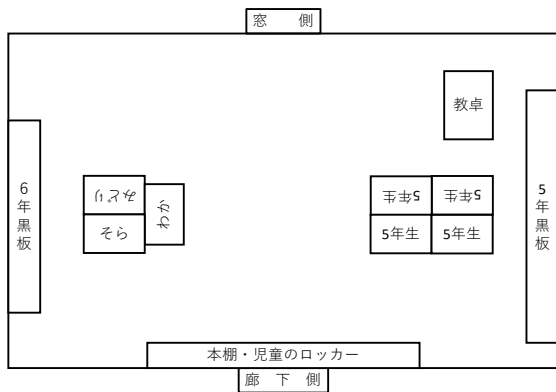 窓　側
教卓
6年黒板
みどり
わか
そら
5年生
5年生
5年生
5年生
5年黒板
本棚・児童のロッカー
廊 下 側